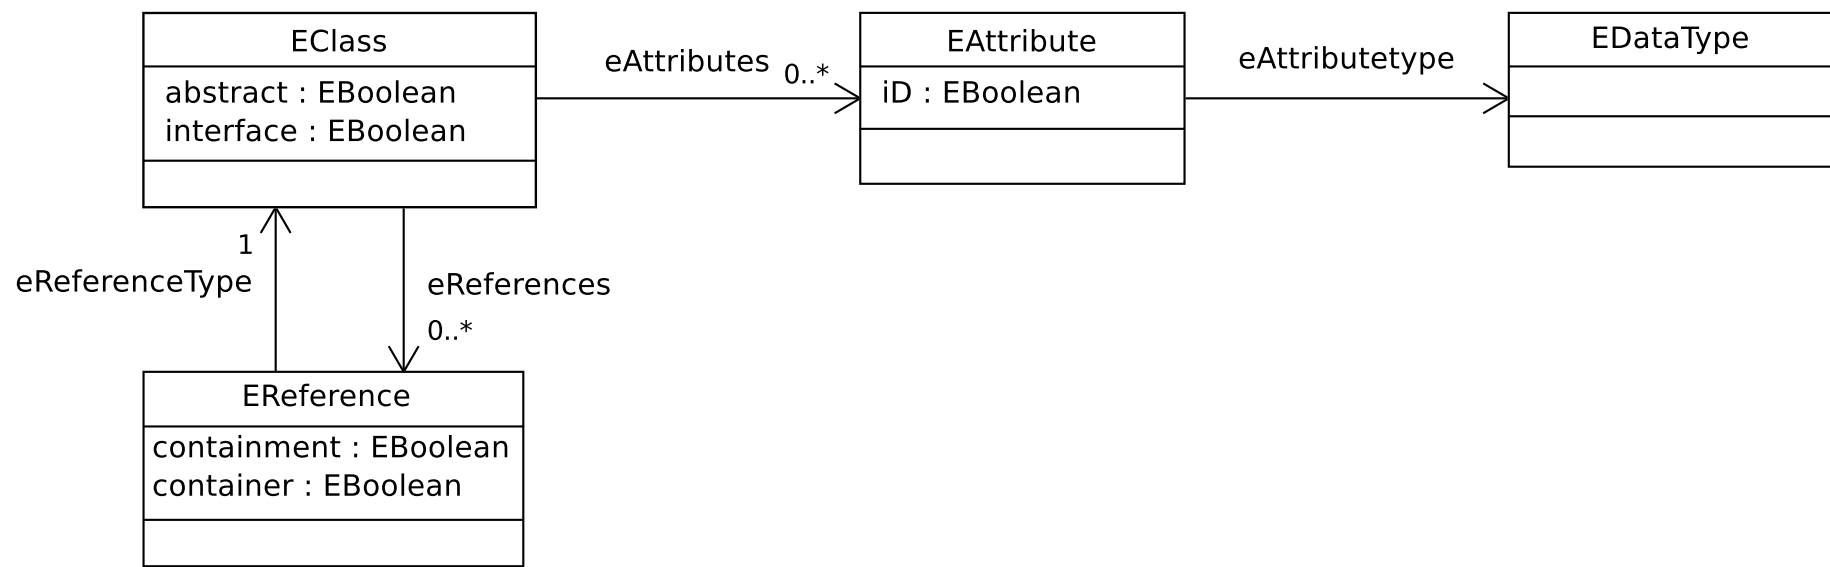 EClass
abstract : EBoolean
interface : EBoolean
eAttributes
0..*
EAttribute
iD : EBoolean
eAttributetype
EDataType
1
eReferenceType
eReferences
0..*
EReference
containment : EBoolean
container : EBoolean